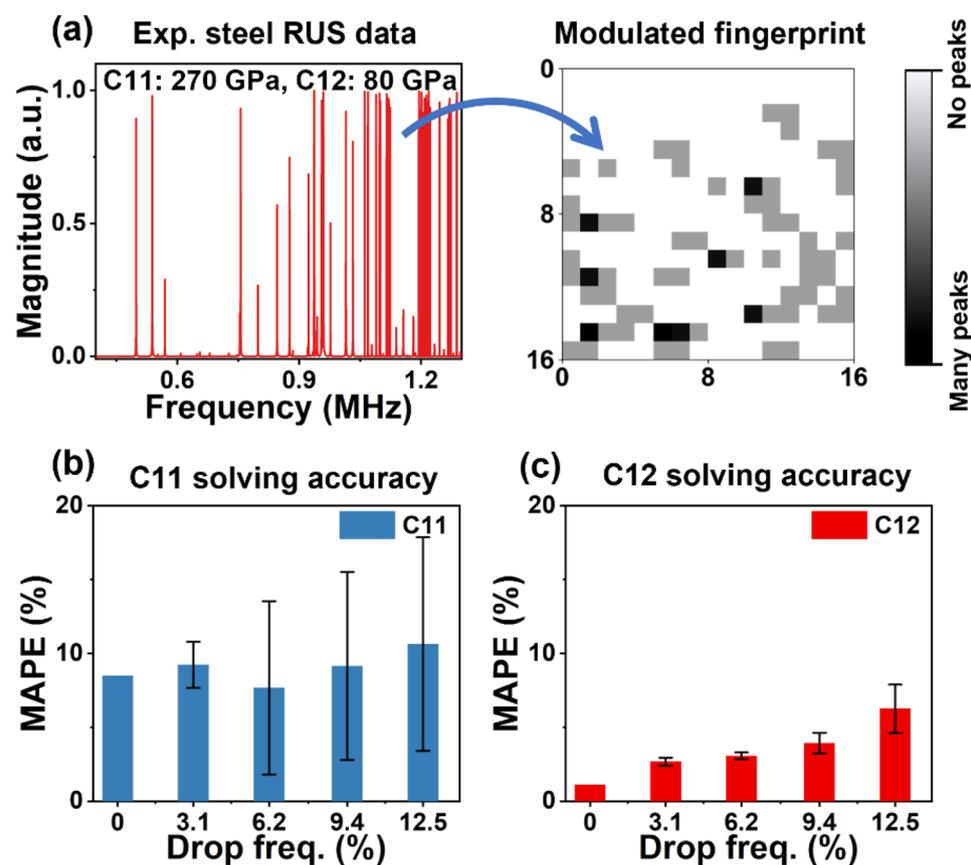 (a)
Exp. steel RUS data
C11: 270 GPa, C12: 80 GPa
Magnitude (a.u.)
1.0
0.5
0.0
0.6
0.9
1.2
Frequency (MHz)
Modulated fingerprint
0
8
16
0
8
16
No peaks
Many peaks
(b)
C11 solving accuracy
C11
MAPE (%)
20
10
0
0
3.1
6.2
9.4
12.5
Drop freq. (%)
(c)
C12 solving accuracy
C12
MAPE (%)
20
10
0
0
3.1
6.2
9.4
12.5
Drop freq. (%)